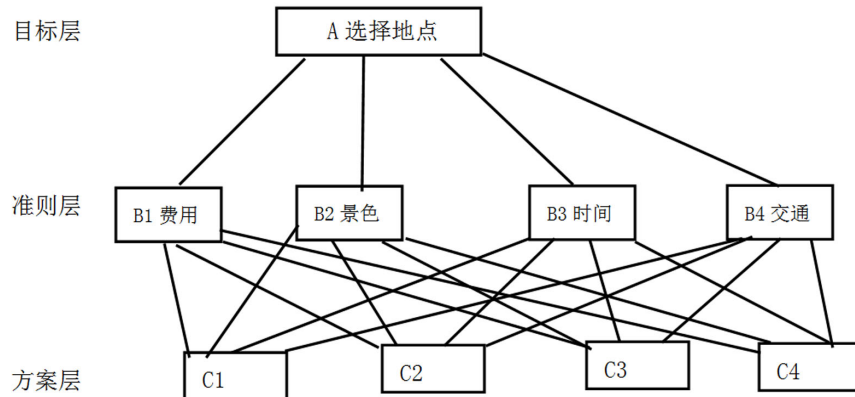 目标层
A 选择地点
准则层
B1 费用
B2 景色
B3 时间
B4 交通
方案层
C1
C2
C3
C4